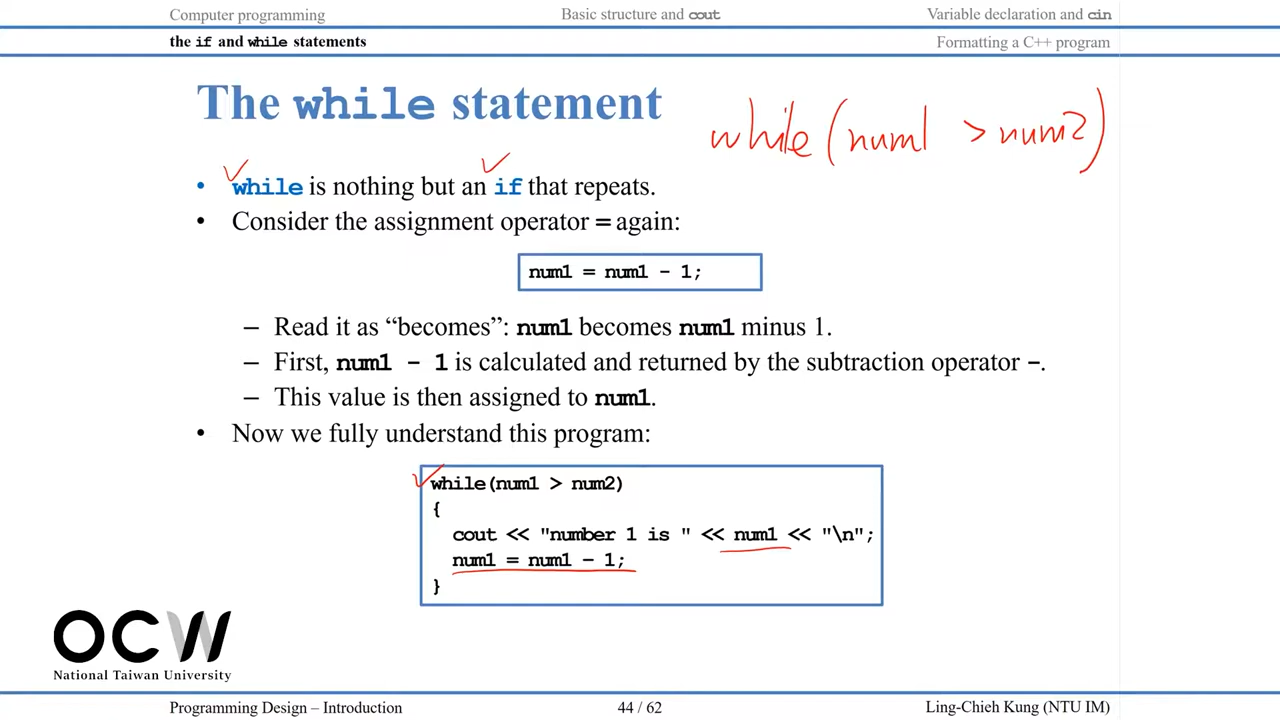 Computer programming Basic structure and cout Variable declaration and cin
the if and while statements Formatting a C++ program
The while statement
while(num1 > num2)
• while is nothing but an if that repeats.
• Consider the assignment operator = again:
num1 = num1 - 1;
– Read it as “becomes”: num1 becomes num1 minus 1.
– First, num1 - 1 is calculated and returned by the subtraction operator -.
– This value is then assigned to num1.
• Now we fully understand this program:
while(num1 > num2)
{
cout << "number 1 is " << num1 << "\n";
num1 = num1 - 1;
}
OCW
National Taiwan University
Programming Design – Introduction 44 / 62 Ling-Chieh Kung (NTU IM)